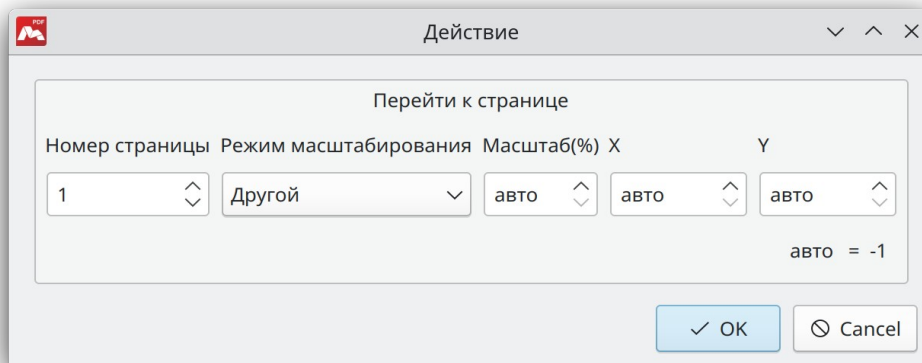 PDF
Действие
Перейти к странице
Номер страницы Режим масштабирования Масштаб(%) X Y
1 Другой авто авто авто
авто = -1
OK Cancel